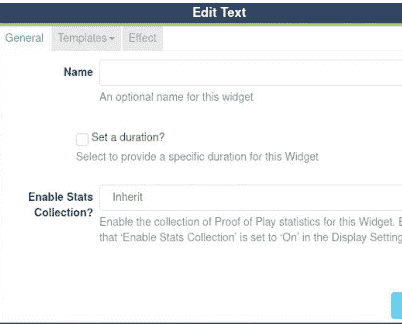 Edit Text
General Templates Effect
Name
An optional name for this widget
Set a duration?
Select to provide a specific duration for this Widget
Enable Stats Inherit
Collection?
Enable the collection of Proof of Play statistics for this Widget.
that 'Enable Stats Collection' is set to 'On' in the Display Setting